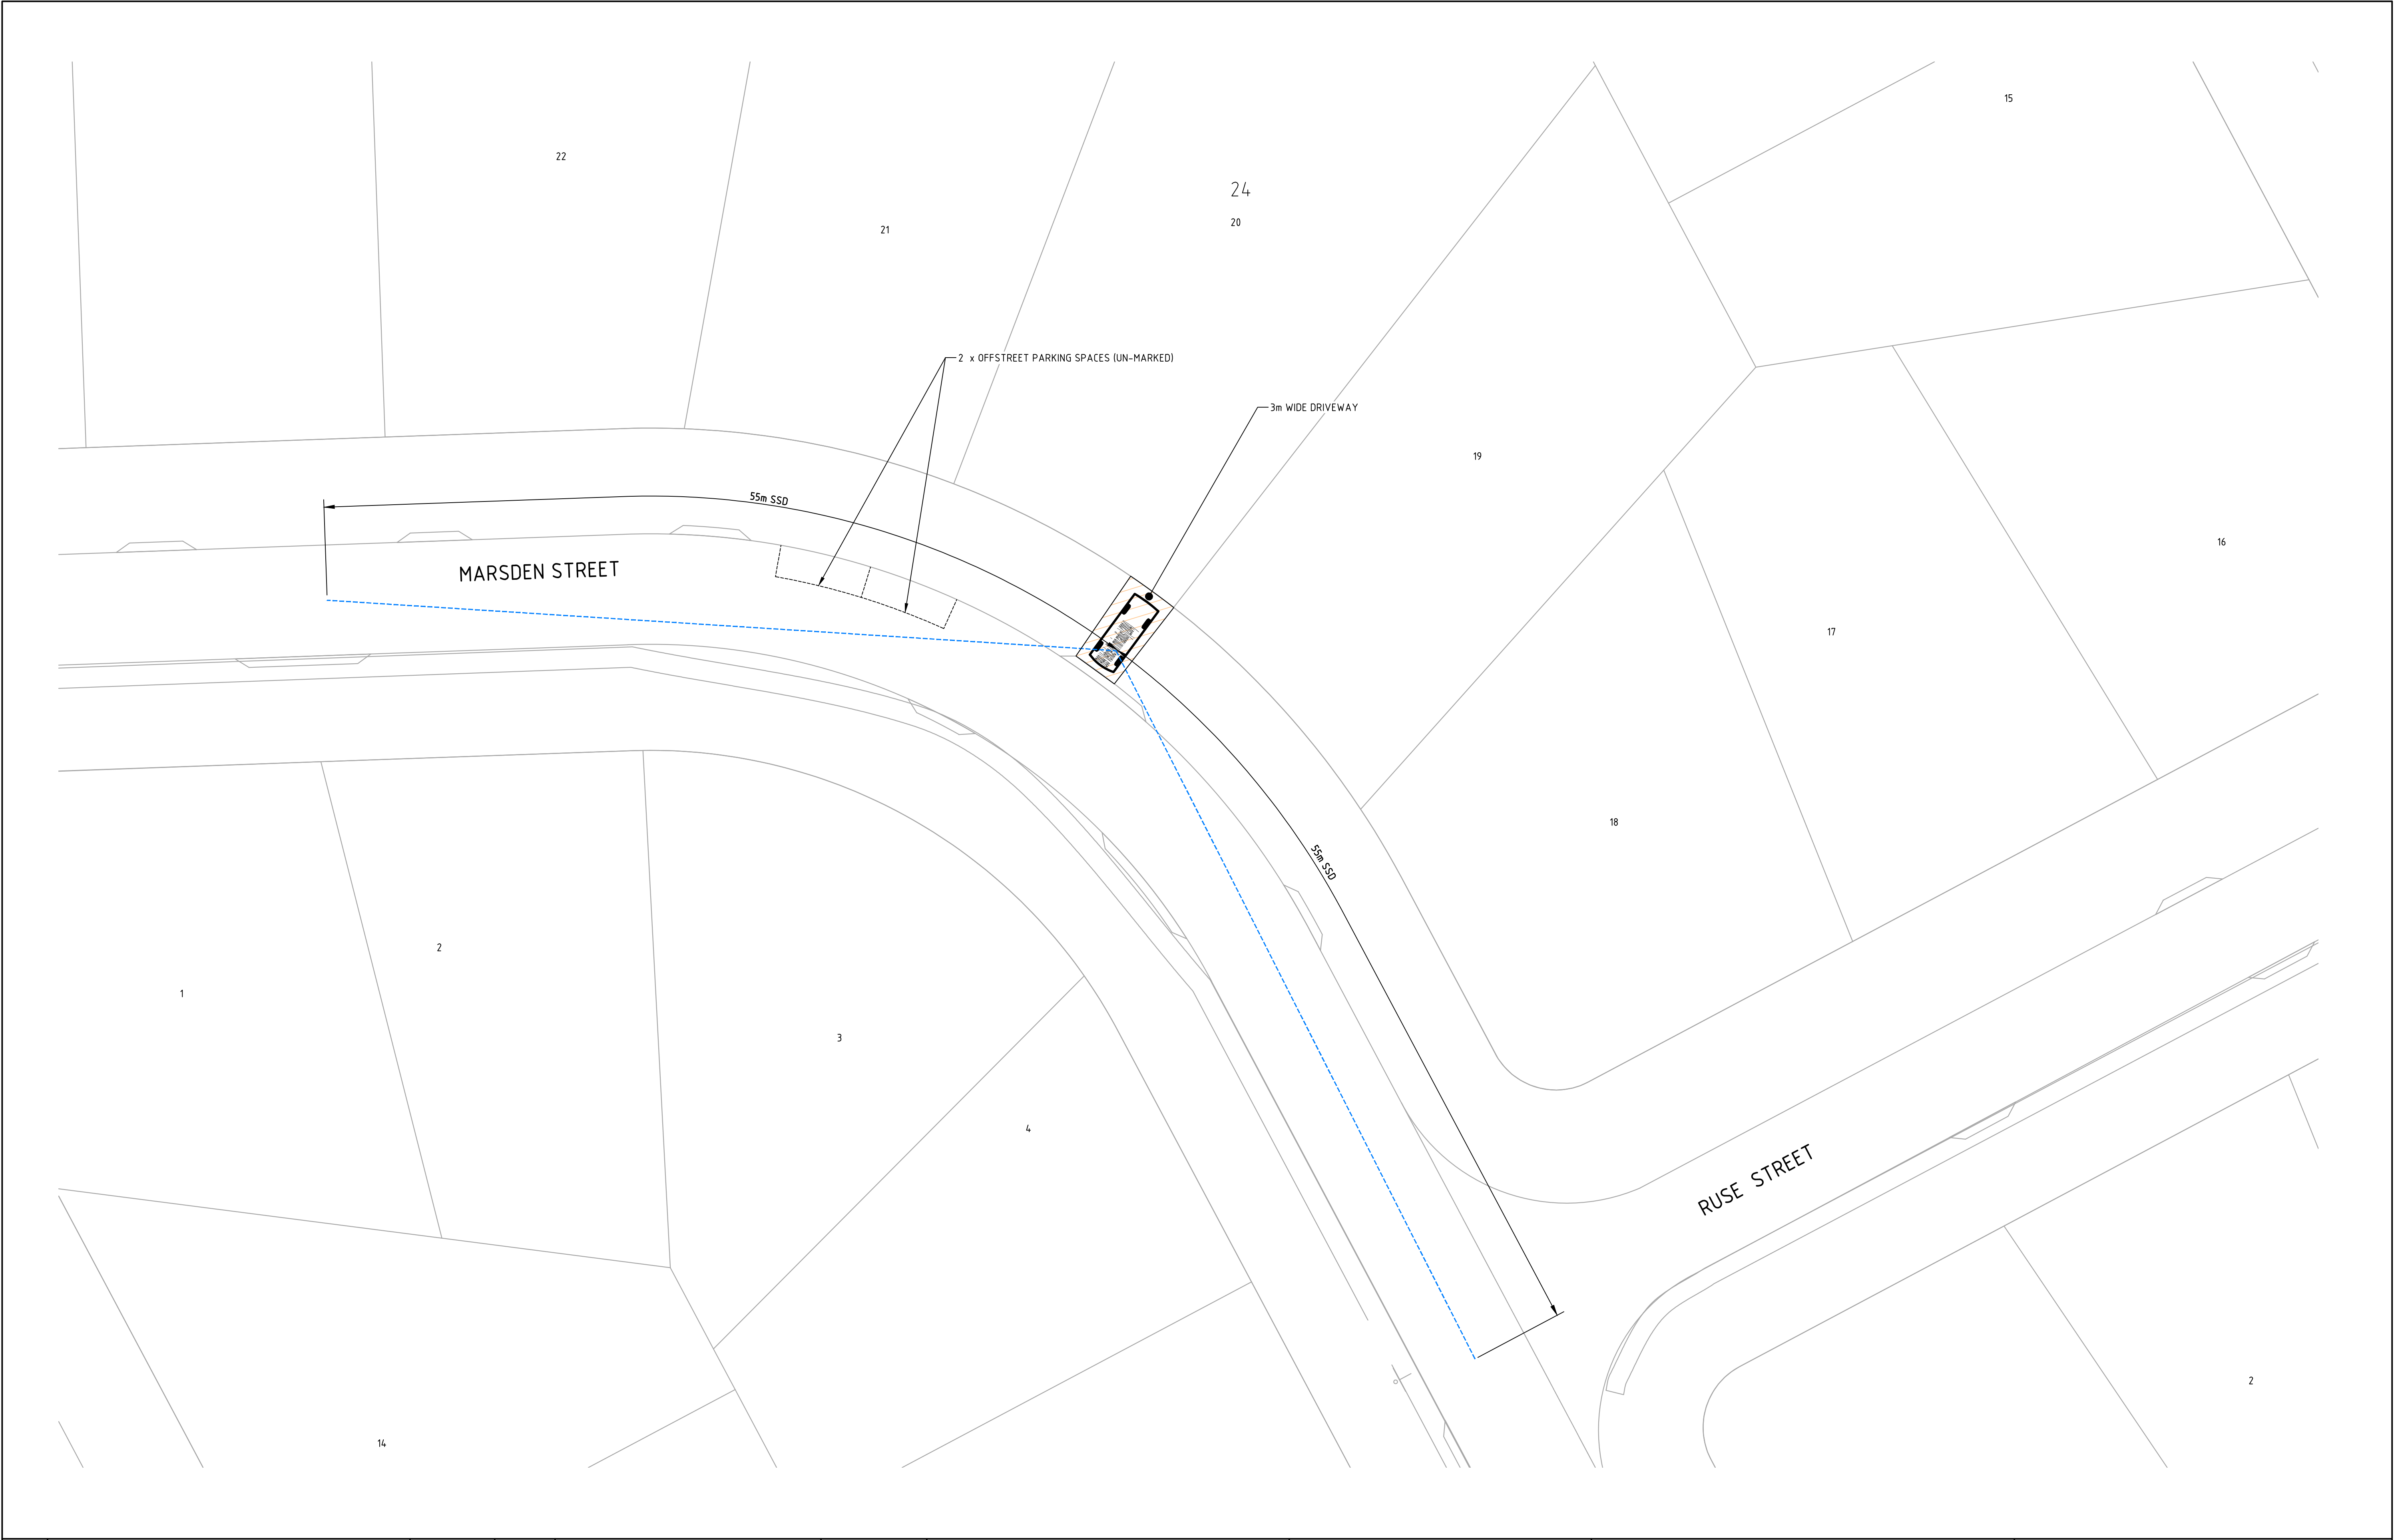 15
22
24
20
21
2 x OFFSTREET PARKING SPACES (UN-MARKED)
3m WIDE DRIVEWAY
19
55m SSD
16
MARSDEN STREET
17
18
55m SSD
2
1
3
4
RUSE STREET
2
14